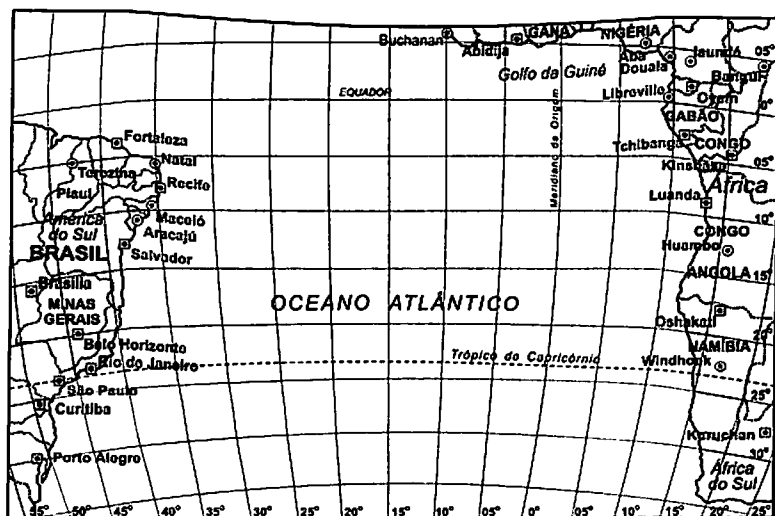 Buchanan
Abidija
GANA
NIGÉRIA
Aba
Iaundó
05°
Douala
Bangui
Golfo da Guiné
EQUADOR
Libreville
Oyem
0°
GABÃO
Meridiano de Origem
Fortaleza
Tchibanga
CONGO
Natal
Kinshasa
05°
Terezina
Recife
África
Piauí
Luanda
América
do Sul
Maceió
10°
Aracajú
CONGO
BRASIL
Salvador
Huambo
ANGOLA
15°
Brasília
MINAS
GERAIS
OCEANO ATLÂNTICO
Oshakati
20°
Belo Horizonte
NAMÍBIA
Rio de Janeiro
Trópico de Capricórnio
Windhoek
São Paulo
25°
Curitiba
Karuchan
Porto Alegre
30°
África
do Sul
55° 50° 45° 40° 35° 30° 25° 20° 15° 10° 05° 0° 05° 10° 15° 20° 25°